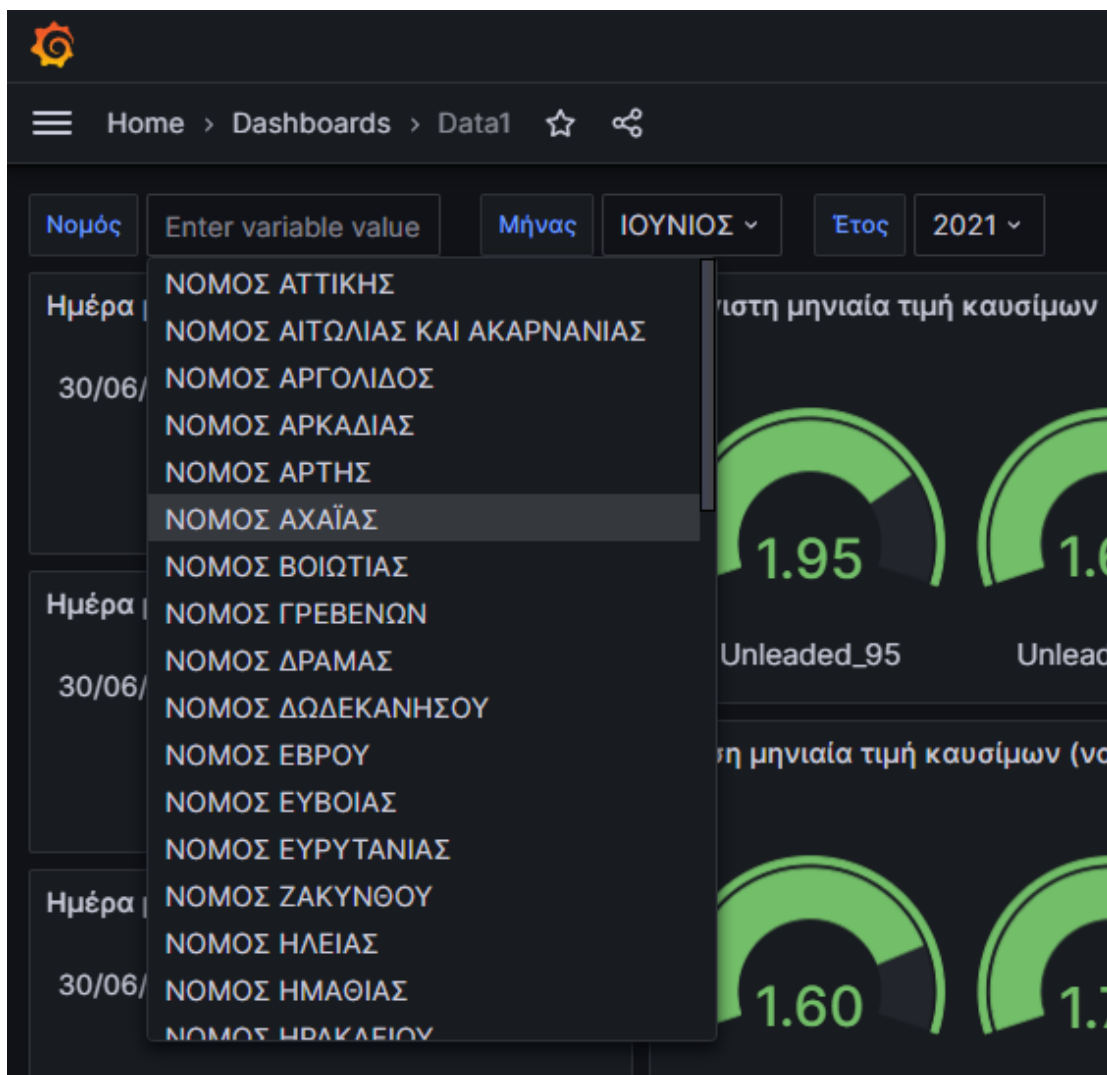 Home › Dashboards › Data1
Νομός Enter variable value Μήνας ΙΟΥΝΙΟΣ Έτος 2021
ΝΟΜΟΣ ΑΤΤΙΚΗΣ
ΝΟΜΟΣ ΑΙΤΩΛΙΑΣ ΚΑΙ ΑΚΑΡΝΑΝΙΑΣ
ΝΟΜΟΣ ΑΡΓΟΛΙΔΟΣ
ΝΟΜΟΣ ΑΡΚΑΔΙΑΣ
ΝΟΜΟΣ ΑΡΤΗΣ
ΝΟΜΟΣ ΑΧΑΪΑΣ
ΝΟΜΟΣ ΒΟΙΩΤΙΑΣ
ΝΟΜΟΣ ΓΡΕΒΕΝΩΝ
ΝΟΜΟΣ ΔΡΑΜΑΣ
ΝΟΜΟΣ ΔΩΔΕΚΑΝΗΣΟΥ
ΝΟΜΟΣ ΕΒΡΟΥ
ΝΟΜΟΣ ΕΥΒΟΙΑΣ
ΝΟΜΟΣ ΕΥΡΥΤΑΝΙΑΣ
ΝΟΜΟΣ ΖΑΚΥΝΘΟΥ
ΝΟΜΟΣ ΗΛΕΙΑΣ
ΝΟΜΟΣ ΗΜΑΘΙΑΣ
ΝΟΜΟΣ ΗΡΑΚΛΕΙΟΥ
Ημέρα
30/06/
Ημέρα
30/06/
Ημέρα
30/06/
μηνιαία τιμή καυσίμων
1.95
Unleaded_95
μηνιαία τιμή καυσίμων
1.60